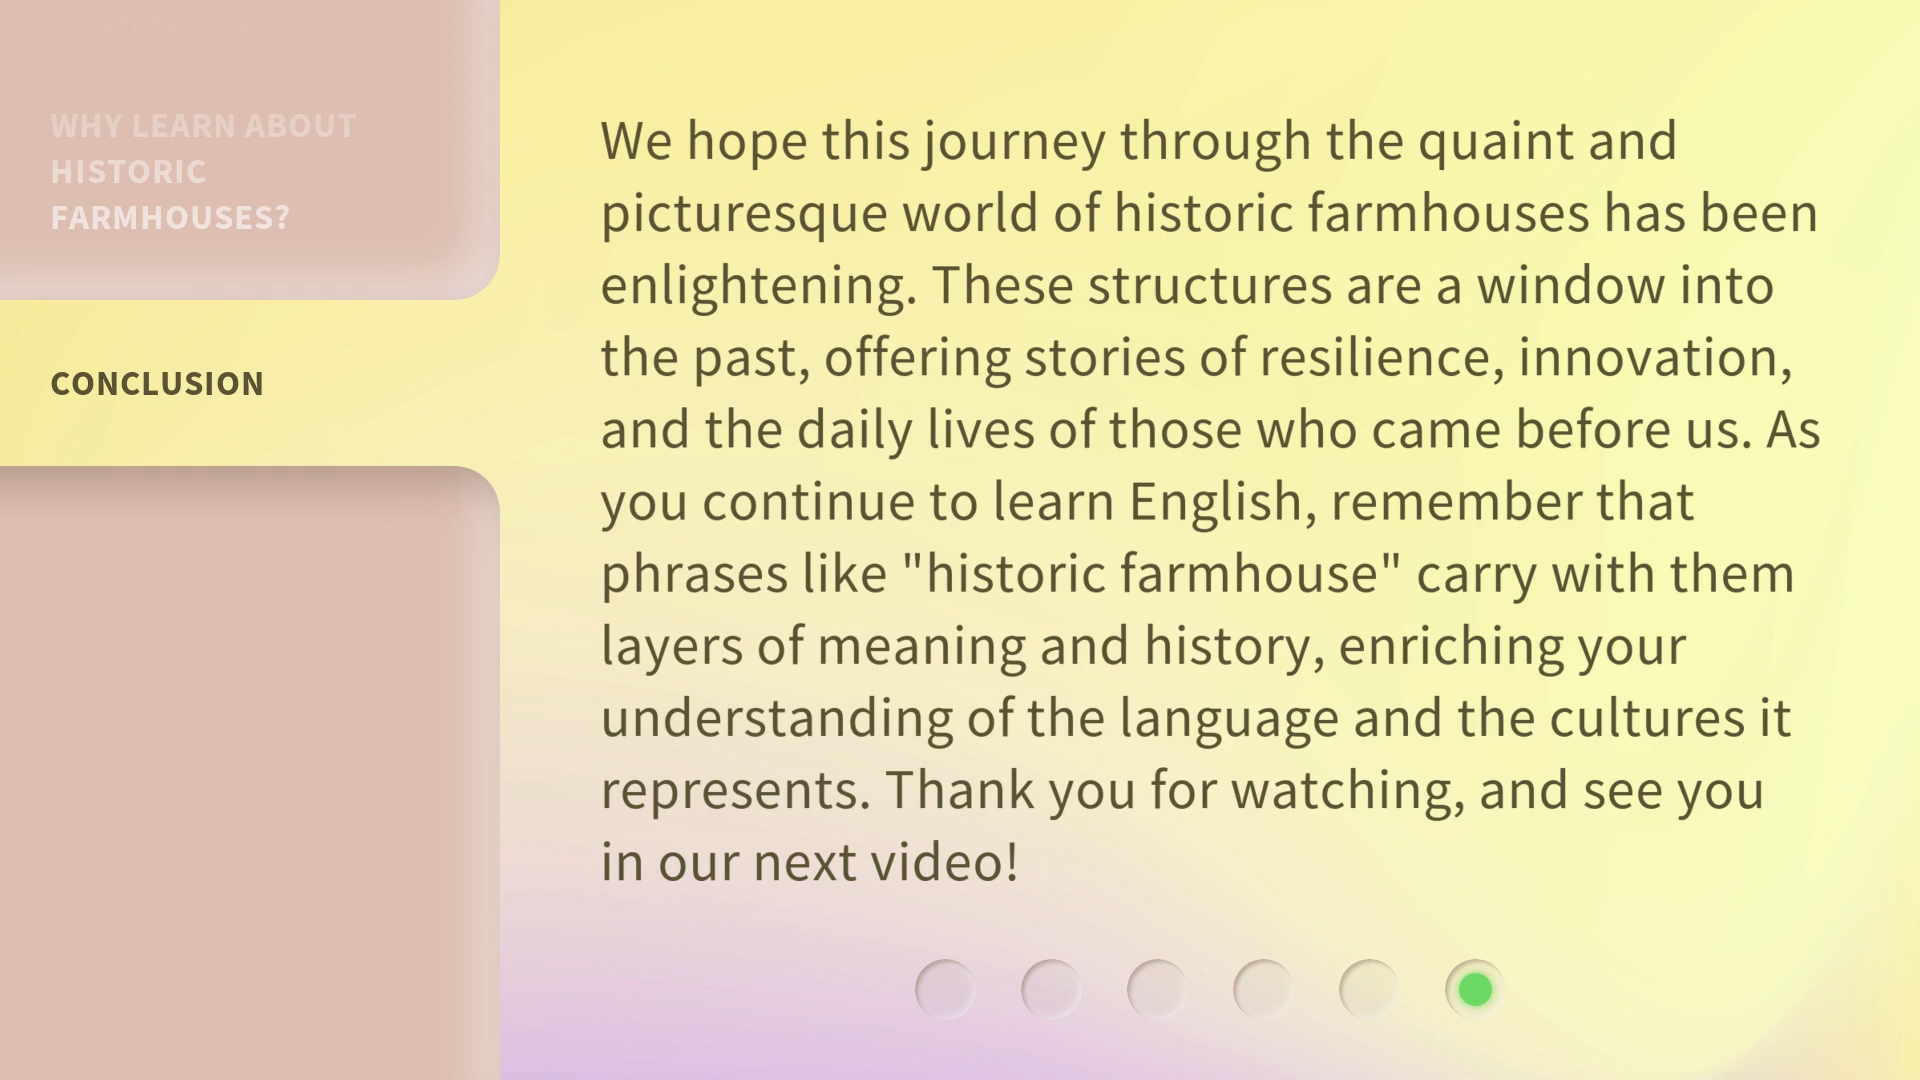 WHY LEARN ABOUT
HISTORIC
FARMHOUSES?
CONCLUSION
We hope this journey through the quaint and
picturesque world of historic farmhouses has been
enlightening. These structures are a window into
the past, offering stories of resilience, innovation,
and the daily lives of those who came before us. As
you continue to learn English, remember that
phrases like "historic farmhouse" carry with them
layers of meaning and history, enriching your
understanding of the language and the cultures it
represents. Thank you for watching, and see you
in our next video!